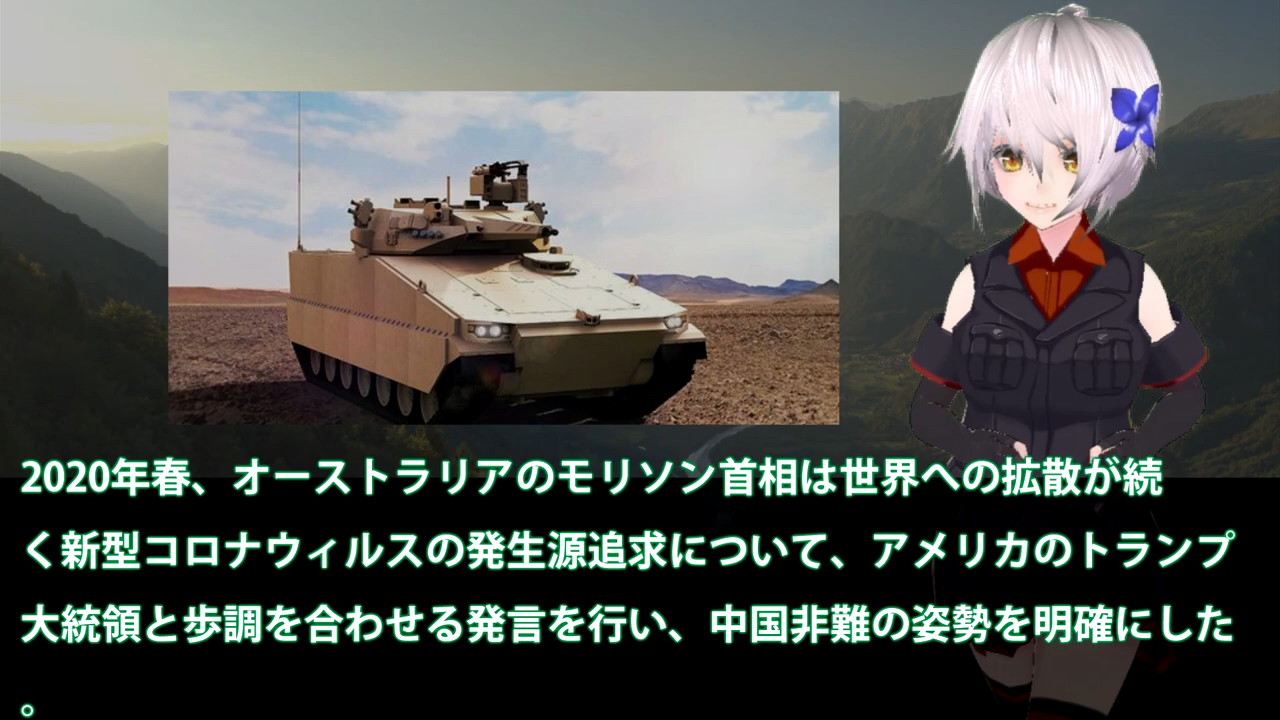 2020年春、オーストラリアのモリソン首相は世界への拡散が続
く新型コロナウィルスの発生源追求について、アメリカのトランプ
大統領と歩調を合わせる発言を行い、中国非難の姿勢を明確にした
。